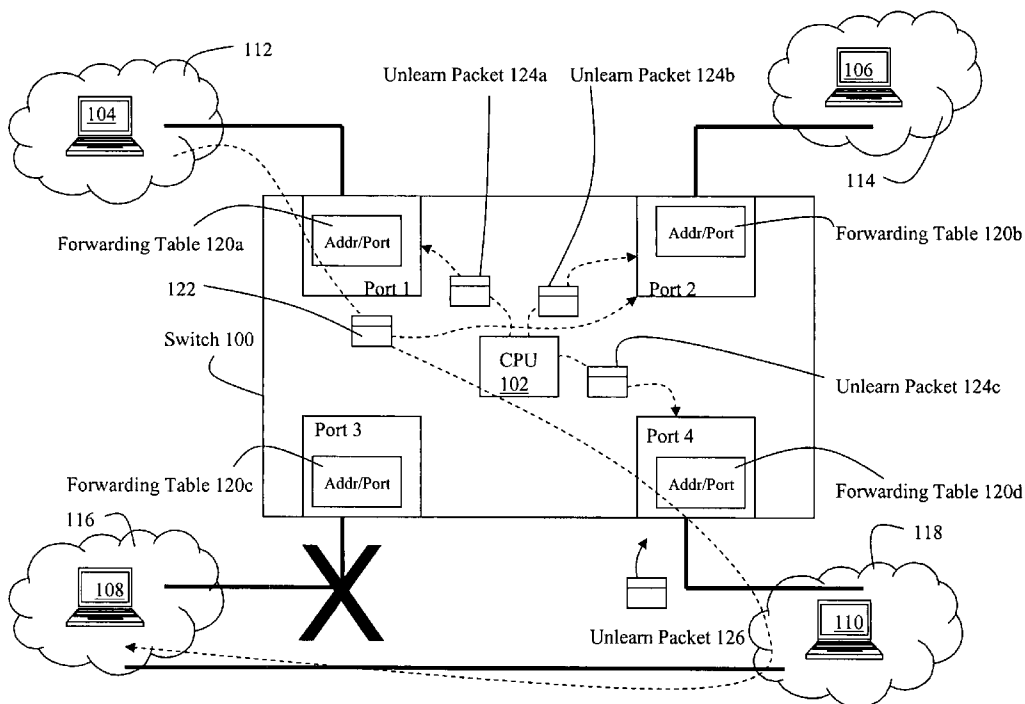 112
Unlearn Packet 124a
Unlearn Packet 124b
104
106
114
Forwarding Table 120a
Addr/Port
Addr/Port
Forwarding Table 120b
Port 1
Port 2
122
Switch 100
CPU
102
Unlearn Packet 124c
Port 3
Port 4
Forwarding Table 120c
Addr/Port
Addr/Port
Forwarding Table 120d
116
118
108
X
110
Unlearn Packet 126